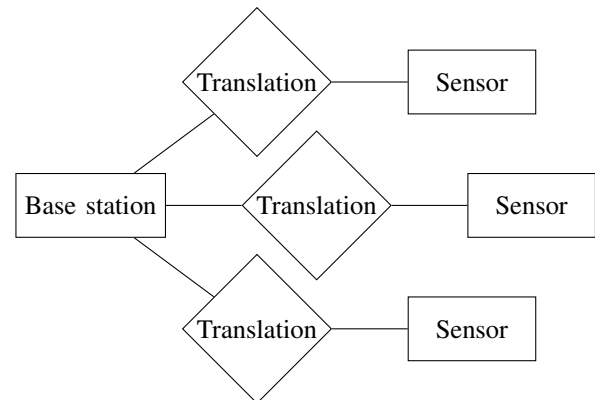 Translation
Sensor
Base station
Translation
Sensor
Translation
Sensor